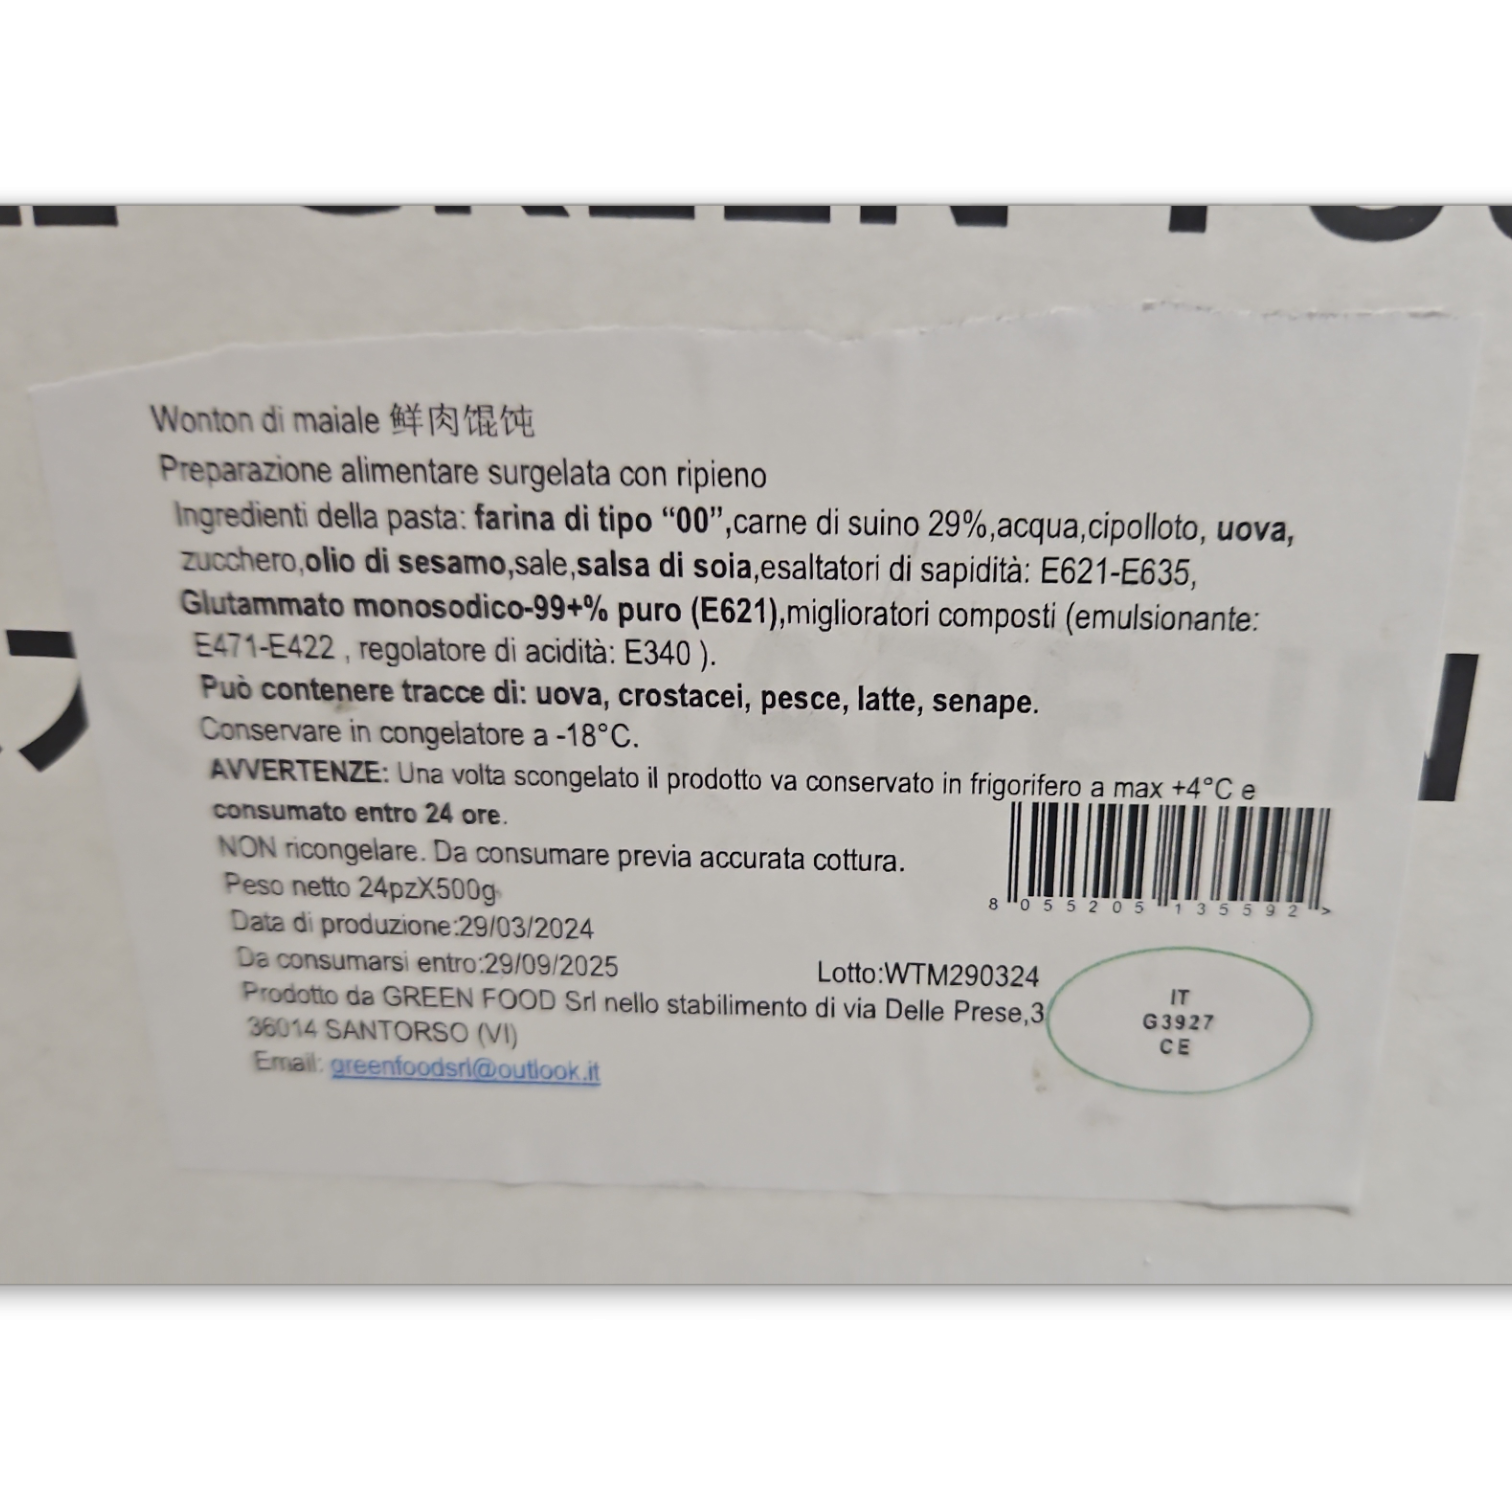 Wonton di maiale 鲜肉馄饨
Preparazione alimentare surgelata con ripieno
Ingredienti della pasta: farina di tipo “00”,carne di suino 29%,acqua,cipolloto, uova,
zucchero,olio di sesamo,sale,salsa di soia,esaltatori di sapidità: E621-E635,
Glutammato monosodico-99+% puro (E621),miglioratori composti (emulsionante:
E471-E422 , regolatore di acidità: E340 ).
Può contenere tracce di: uova, crostacei, pesce, latte, senape.
Conservare in congelatore a -18°C.
AVVERTENZE: Una volta scongelato il prodotto va conservato in frigorifero a max +4°C e
consumato entro 24 ore.
NON ricongelare. Da consumare previa accurata cottura.
Peso netto 24pzX500g
8 055205 135592 >
Data di produzione:29/03/2024
Da consumarsi entro:29/09/2025
Lotto:WTM290324
Prodotto da GREEN FOOD Srl nello stabilimento di via Delle Prese,3
36014 SANTORSO (VI)
Email: greenfoodsrl@outlook.it
IT
G3927
CE